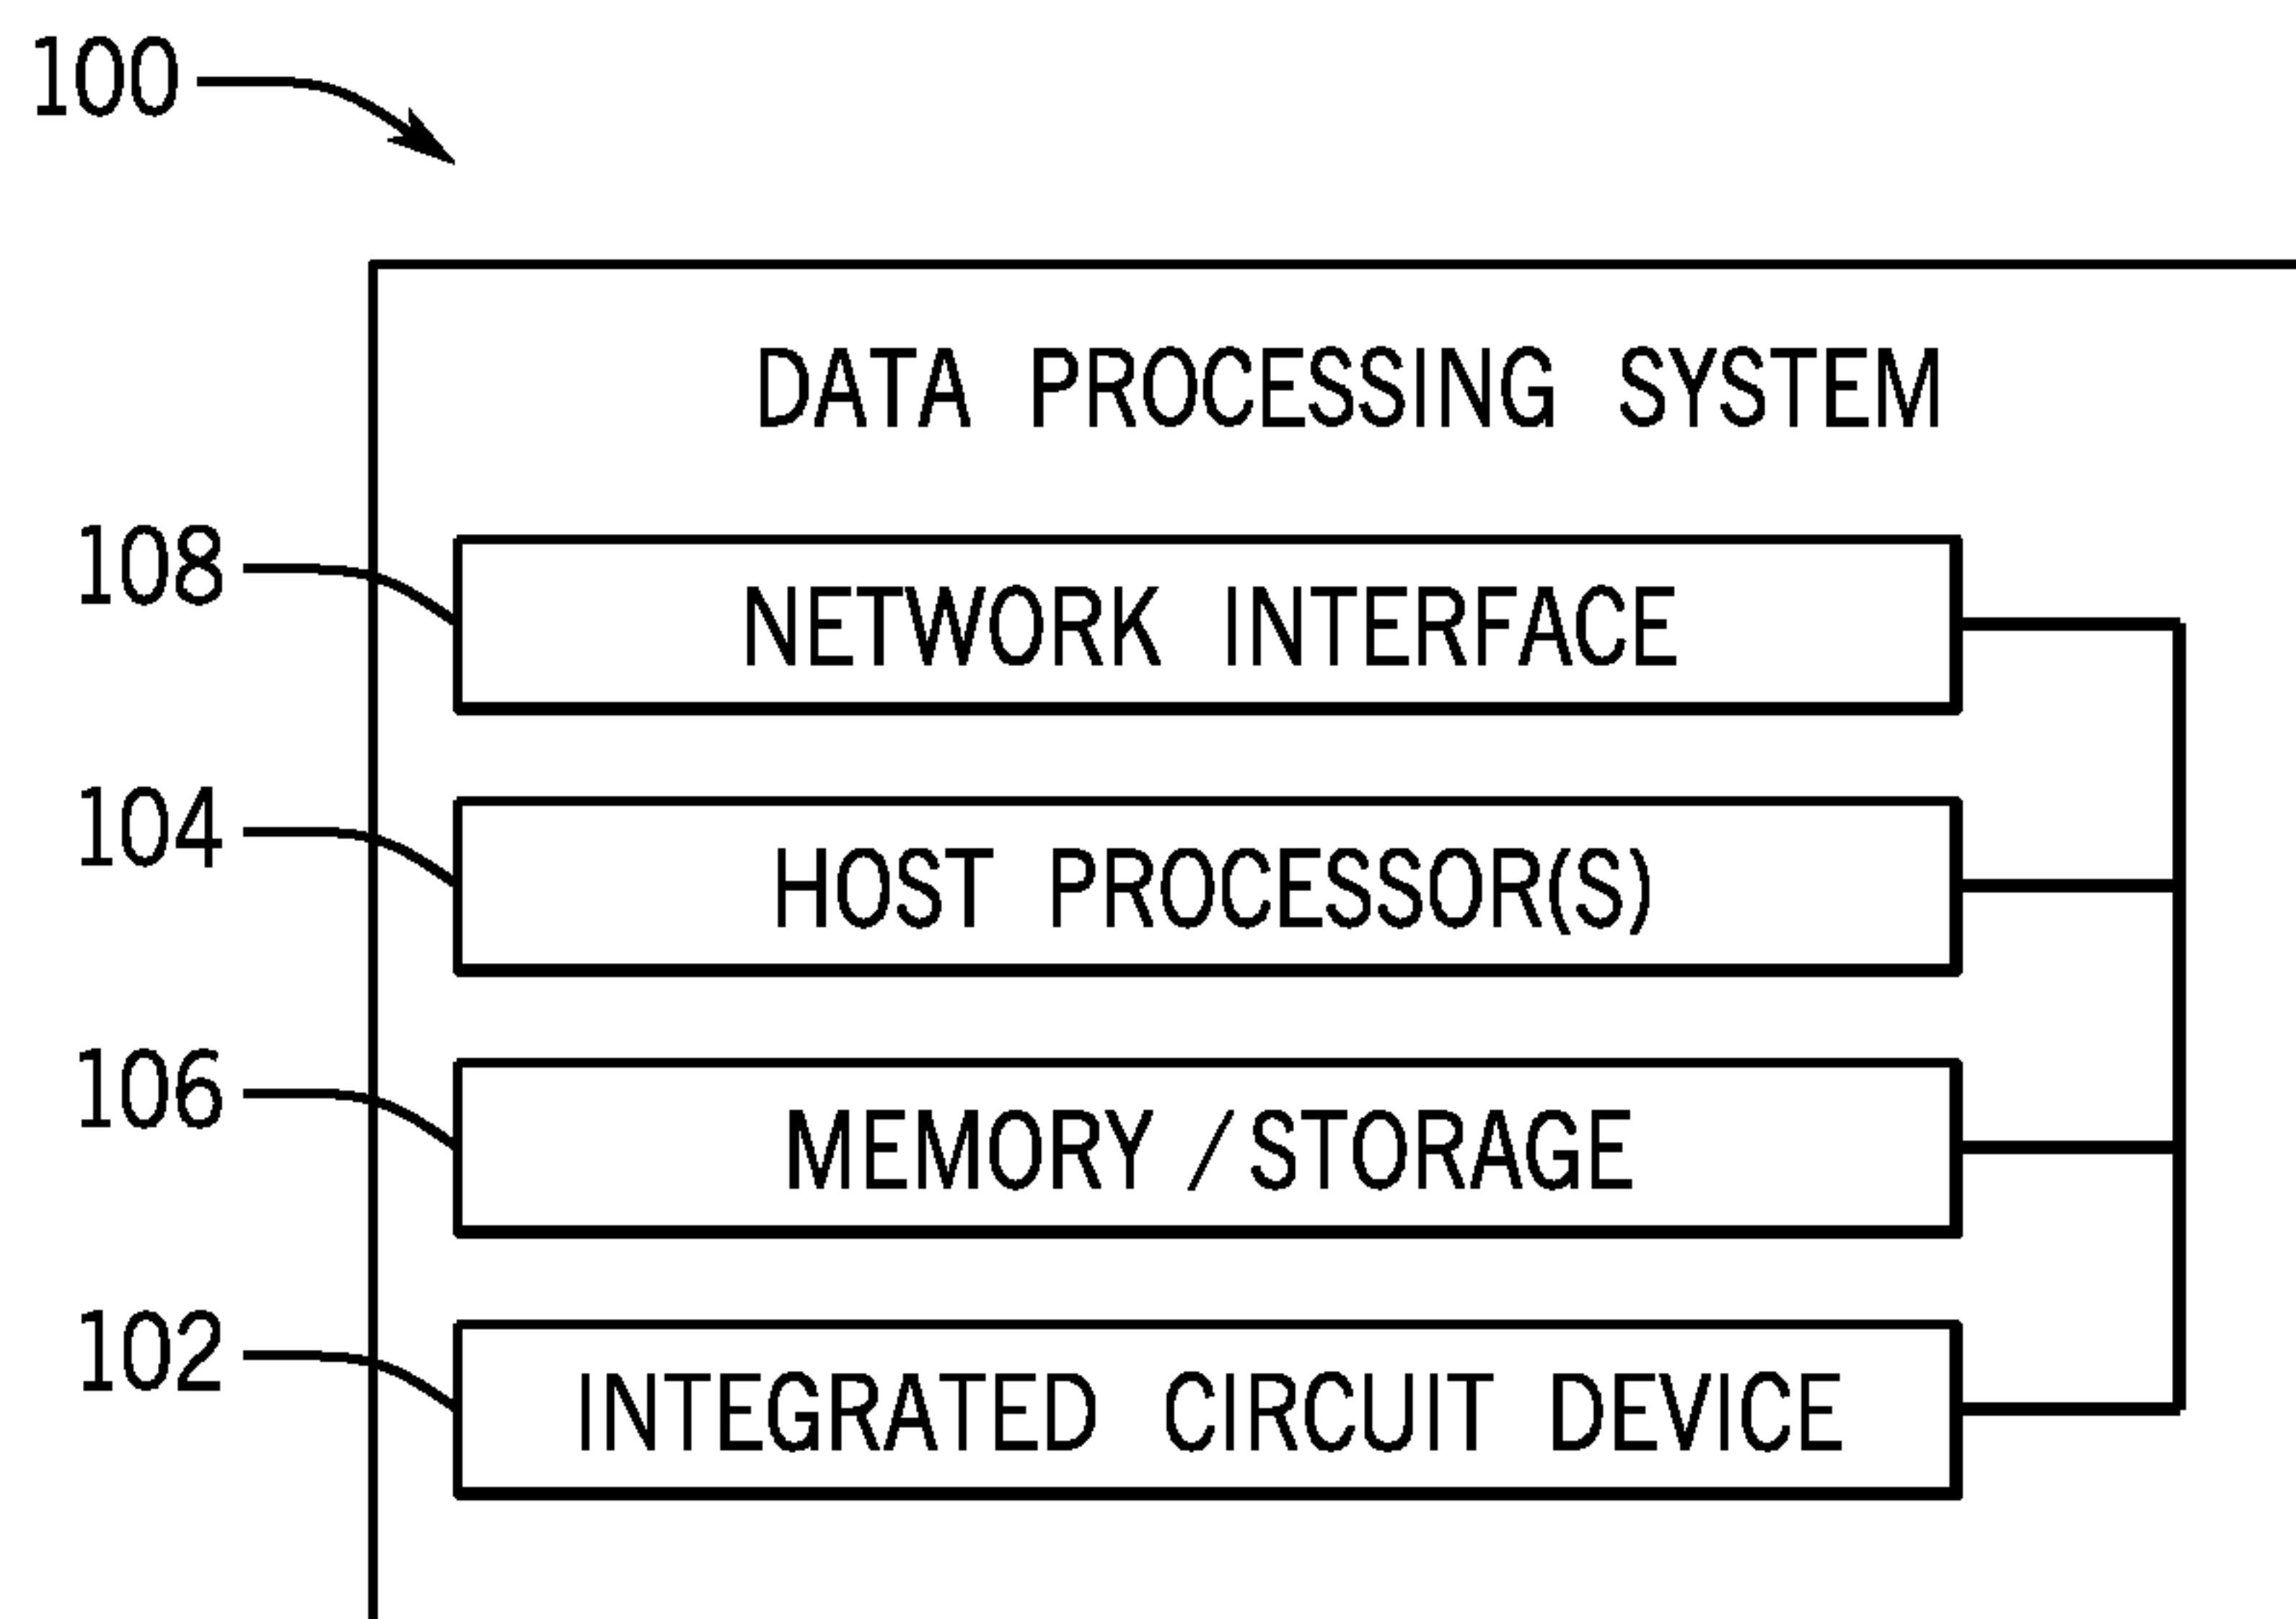 100
DATA PROCESSING SYSTEM
108
NETWORK INTERFACE
104
HOST PROCESSOR(S)
106
MEMORY / STORAGE
102
INTEGRATED CIRCUIT DEVICE